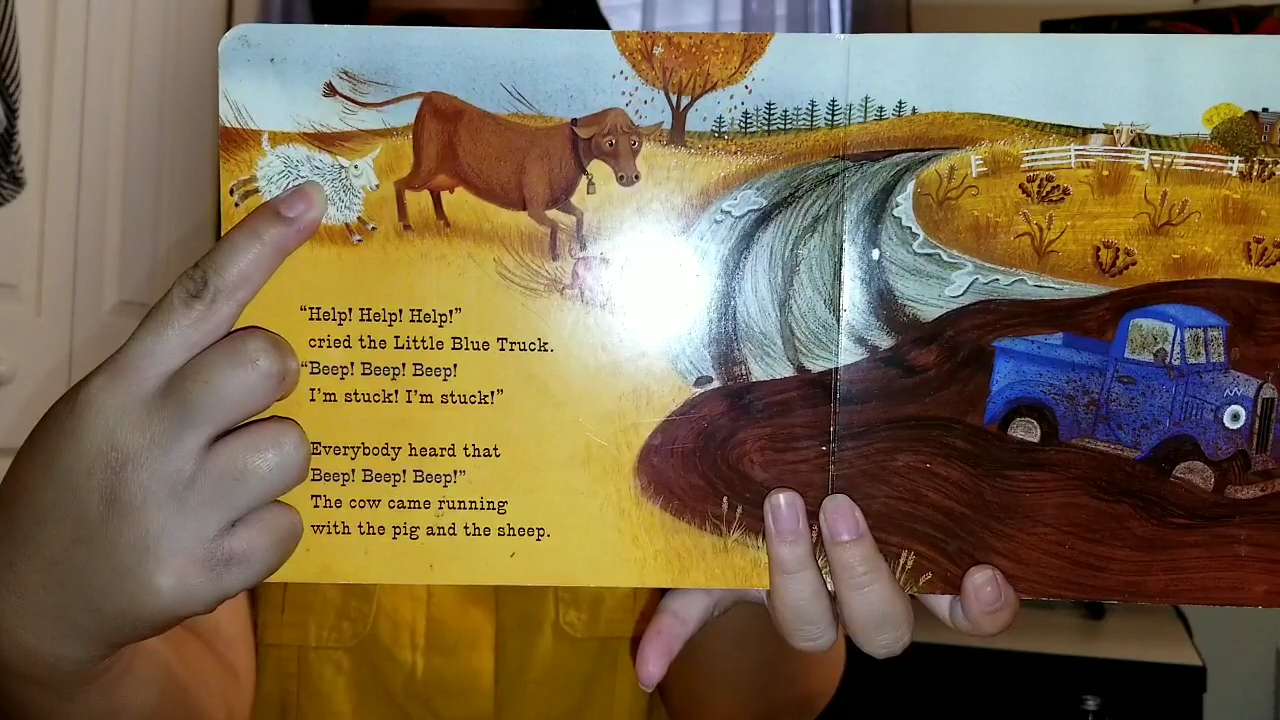 “Help! Help! Help!”
cried the Little Blue Truck.
“Beep! Beep! Beep!
I'm stuck! I'm stuck!”
Everybody heard that
Beep! Beep! Beep!”
The cow came running
with the pig and the sheep.